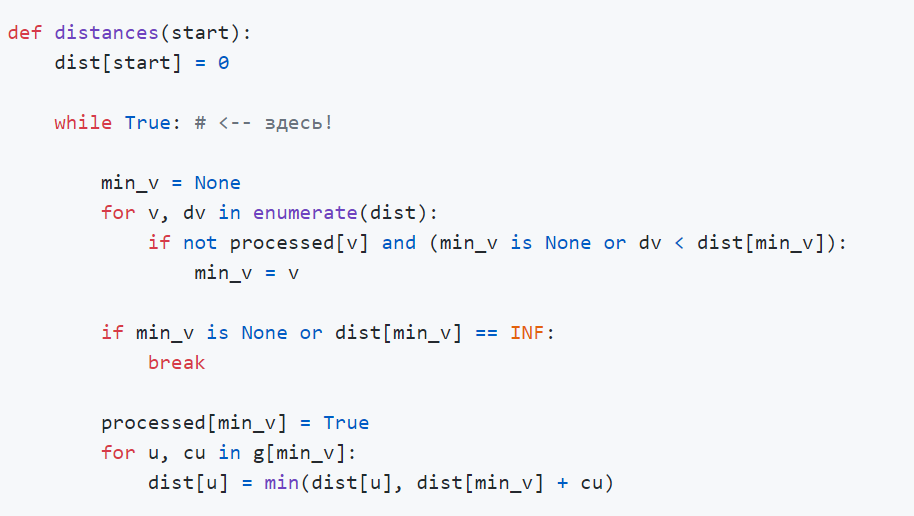 def distances(start):
    dist[start] = 0
    while True: # <-- здесь!
        min_v = None
        for v, dv in enumerate(dist):
            if not processed[v] and (min_v is None or dv < dist[min_v]):
                min_v = v
        if min_v is None or dist[min_v] == INF:
            break
        processed[min_v] = True
        for u, cu in g[min_v]:
            dist[u] = min(dist[u], dist[min_v] + cu)